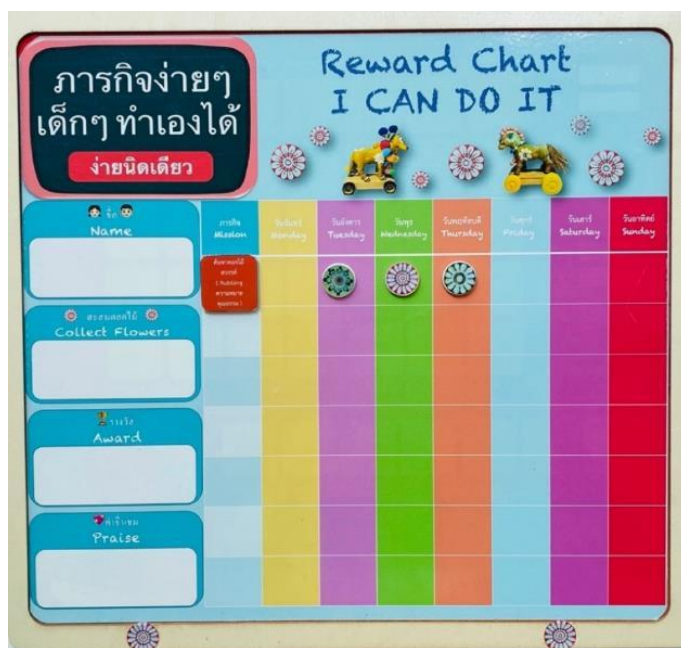 ภารกิจง่ายๆ
เด็กๆ ทำเองได้
ง่ายนิดเดียว
Reward Chart
I CAN DO IT
ชื่อ
Name
ภารกิจ
Mission
วันจันทร์
Monday
วันอังคาร
Tuesday
วันพุธ
Wednesday
วันพฤหัสบดี
Thursday
วันศุกร์
Friday
วันเสาร์
Saturday
วันอาทิตย์
Sunday
สะสมดอกไม้
Collect Flowers
รางวัล
Award
คำชื่นชม
Praise